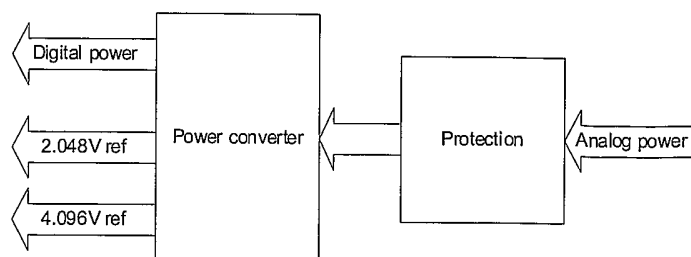 Digital power
Power converter
2.048V ref
4.096V ref
Protection
Analog power